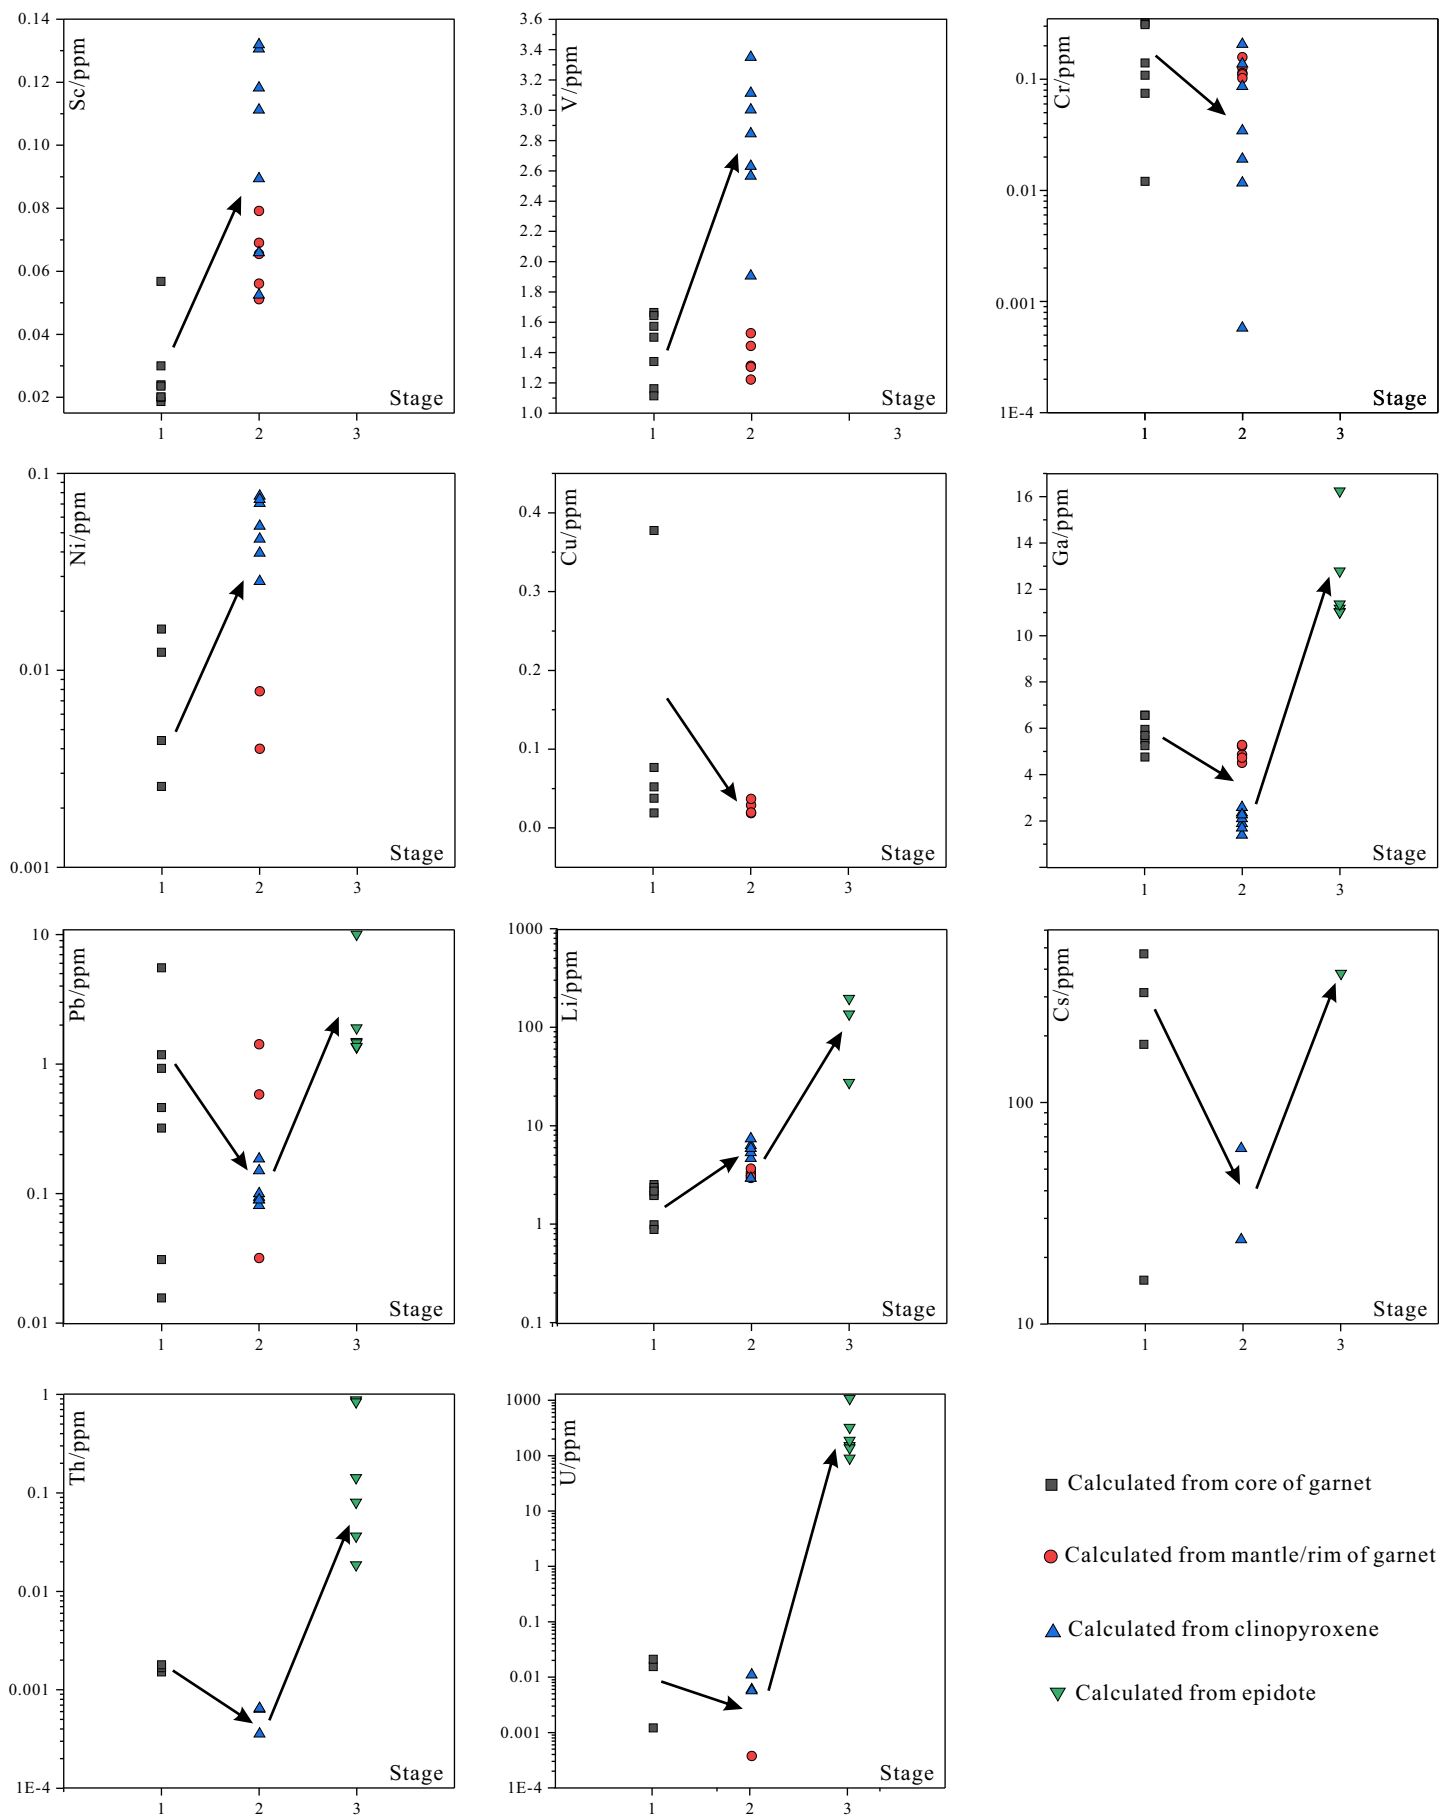 0.14
0.12
0.10
0.08
0.06
0.04
0.02
Sc/ppm
Stage
1 2 3
3.6
3.4
3.2
3.0
2.8
2.6
2.4
2.2
2.0
1.8
1.6
1.4
1.2
1.0
V/ppm
Stage
1 2 3
0.1
0.01
0.001
1E-4
Cr/ppm
Stage
1 2 3
0.1
0.01
0.001
Ni/ppm
Stage
1 2 3
0.4
0.3
0.2
0.1
0.0
Cu/ppm
Stage
1 2 3
16
14
12
10
8
6
4
2
Ga/ppm
Stage
1 2 3
10
1
0.1
0.01
Pb/ppm
Stage
1 2 3
1000
100
10
1
0.1
Li/ppm
Stage
1 2 3
100
10
Cs/ppm
Stage
1 2 3
1
0.1
0.01
0.001
1E-4
Th/ppm
Stage
1 2 3
1000
100
10
1
0.1
0.01
0.001
1E-4
U/ppm
Stage
1 2 3
Calculated from core of garnet
Calculated from mantle/rim of garnet
Calculated from clinopyroxene
Calculated from epidote